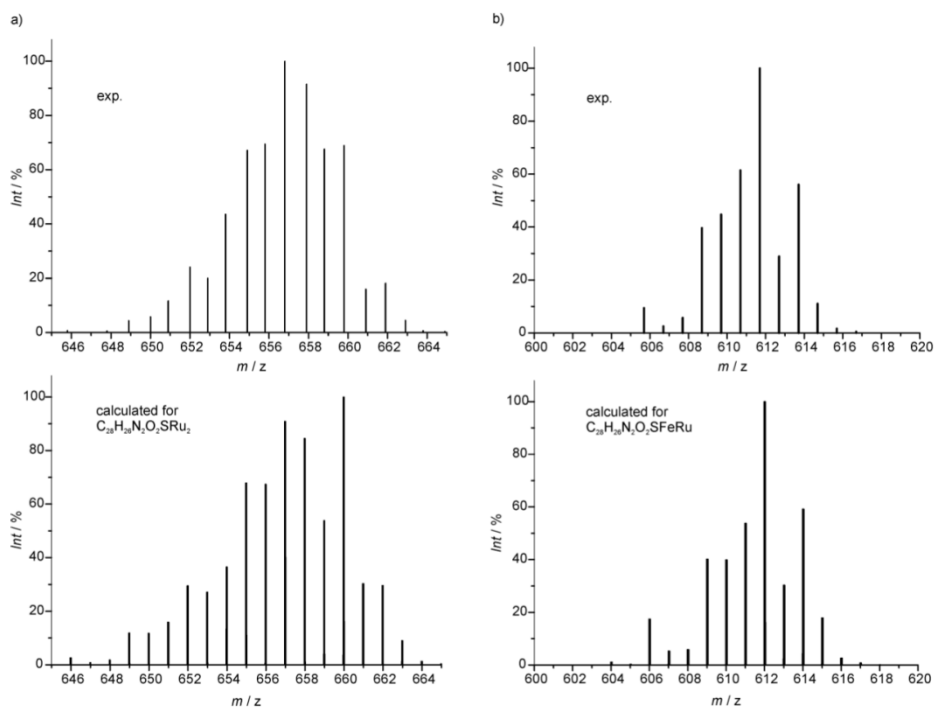 a)
100
80
60
40
20
0
Int / %
exp.
646 648 650 652 654 656 658 660 662 664
m / z
100
80
60
40
20
0
Int / %
calculated for
C₂₈H₂₈N₂O₂SRu₂
646 648 650 652 654 656 658 660 662 664
m / z
b)
100
80
60
40
20
0
Int / %
exp.
600 602 604 606 608 610 612 614 616 618 620
m / z
100
80
60
40
20
0
Int / %
calculated for
C₂₈H₂₆N₂O₂SFeRu
600 602 604 606 608 610 612 614 616 618 620
m / z